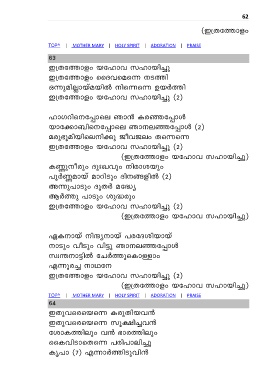 62
(ഇത്രത്തോളം
TOP^ | MOTHER MARY | HOLY SPIRIT | ADORATION | PRAISE
63
ഇത്രത്തോളം യഹോവ സഹായിച്ചു
ഇത്രത്തോളം ദൈവമെന്നെ നടത്തി
ഒന്നുമില്ലായ്മയിൽ നിന്നെന്നെ ഉയർത്തി
ഇത്രത്തോളം യഹോവ സഹായിച്ചു (2)
ഹാഗറിനെപ്പോലെ ഞാൻ കരഞ്ഞപ്പോൾ
യാക്കോബിനെപ്പോലെ ഞാനലഞ്ഞപ്പോൾ (2)
മരുഭൂമിയിലെനിക്കു ജീവജലം തന്നെന്നെ
ഇത്രത്തോളം യഹോവ സഹായിച്ചു (2)
(ഇത്രത്തോളം യഹോവ സഹായിച്ചു)
കണ്ണുനീരും ദുഃഖവും നിരാശയും
പൂർണ്ണമായ് മാറിടും ദിനങ്ങളിൽ (2)
അന്നുപാടും ദൂതർ മദ്ധ്യേ
ആർത്തു പാടും ശുദ്ധരും
ഇത്രത്തോളം യഹോവ സഹായിച്ചു (2)
(ഇത്രത്തോളം യഹോവ സഹായിച്ചു)
ഏകനായ് നിന്ദ്യനായ് പരദേശിയായ്
നാടും വീടും വിട്ടു ഞാനലഞ്ഞപ്പോൾ
സ്വന്തനാട്ടിൽ ചേർത്തുകൊള്ളാം
എന്നുരച്ച നാഥനേ
ഇത്രത്തോളം യഹോവ സഹായിച്ചു (2)
(ഇത്രത്തോളം യഹോവ സഹായിച്ചു)
TOP^ | MOTHER MARY | HOLY SPIRIT | ADORATION | PRAISE
64
ഇതുവരെയെന്നെ കരുതിയവൻ
ഇതുവരെയെന്നെ സൂക്ഷിച്ചവൻ
ശോകത്തിലും വൻ ഭാരത്തിലും
കൈവിടാതെന്നെ പരിപാലിച്ചു
കൃപാ (7) എന്നാർത്തിടുവിൻ